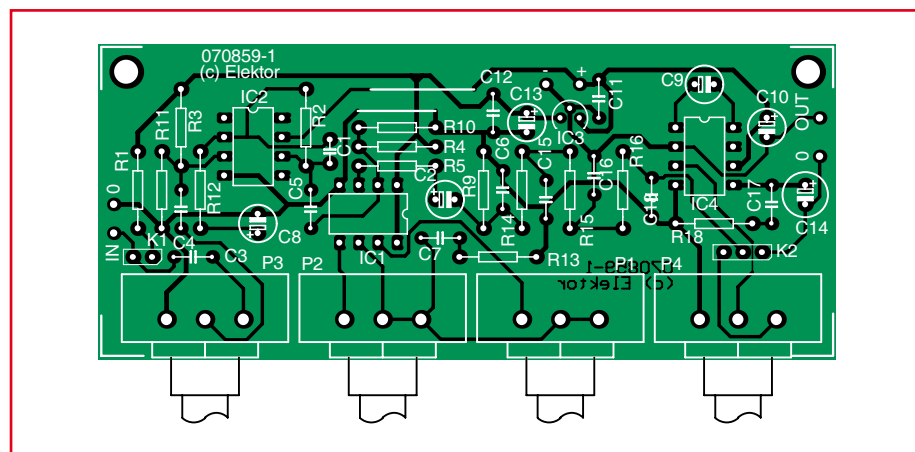 070859-1
(c) Elektor
IC2
R11
R3
R2
C1
R1
R12
C5
R10
R4
R5
C2
C12
C13
C6
C11
IC3
- +
C9
C10
OUT
0
0
IN
K1
C4
C3
C8
IC1
C7
R9
R14
C15
R13
R15
C16
R16
C18
R18
IC4
C17
C14
K2
P3
P2
P1
P4
070859-1
(c) Elektor
+
+
+
+
+